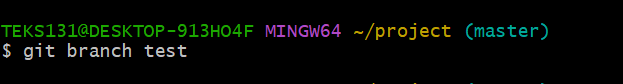 TEKS131@DESKTOP-913HO4F MINGW64 ~/project (master)
$ git branch test